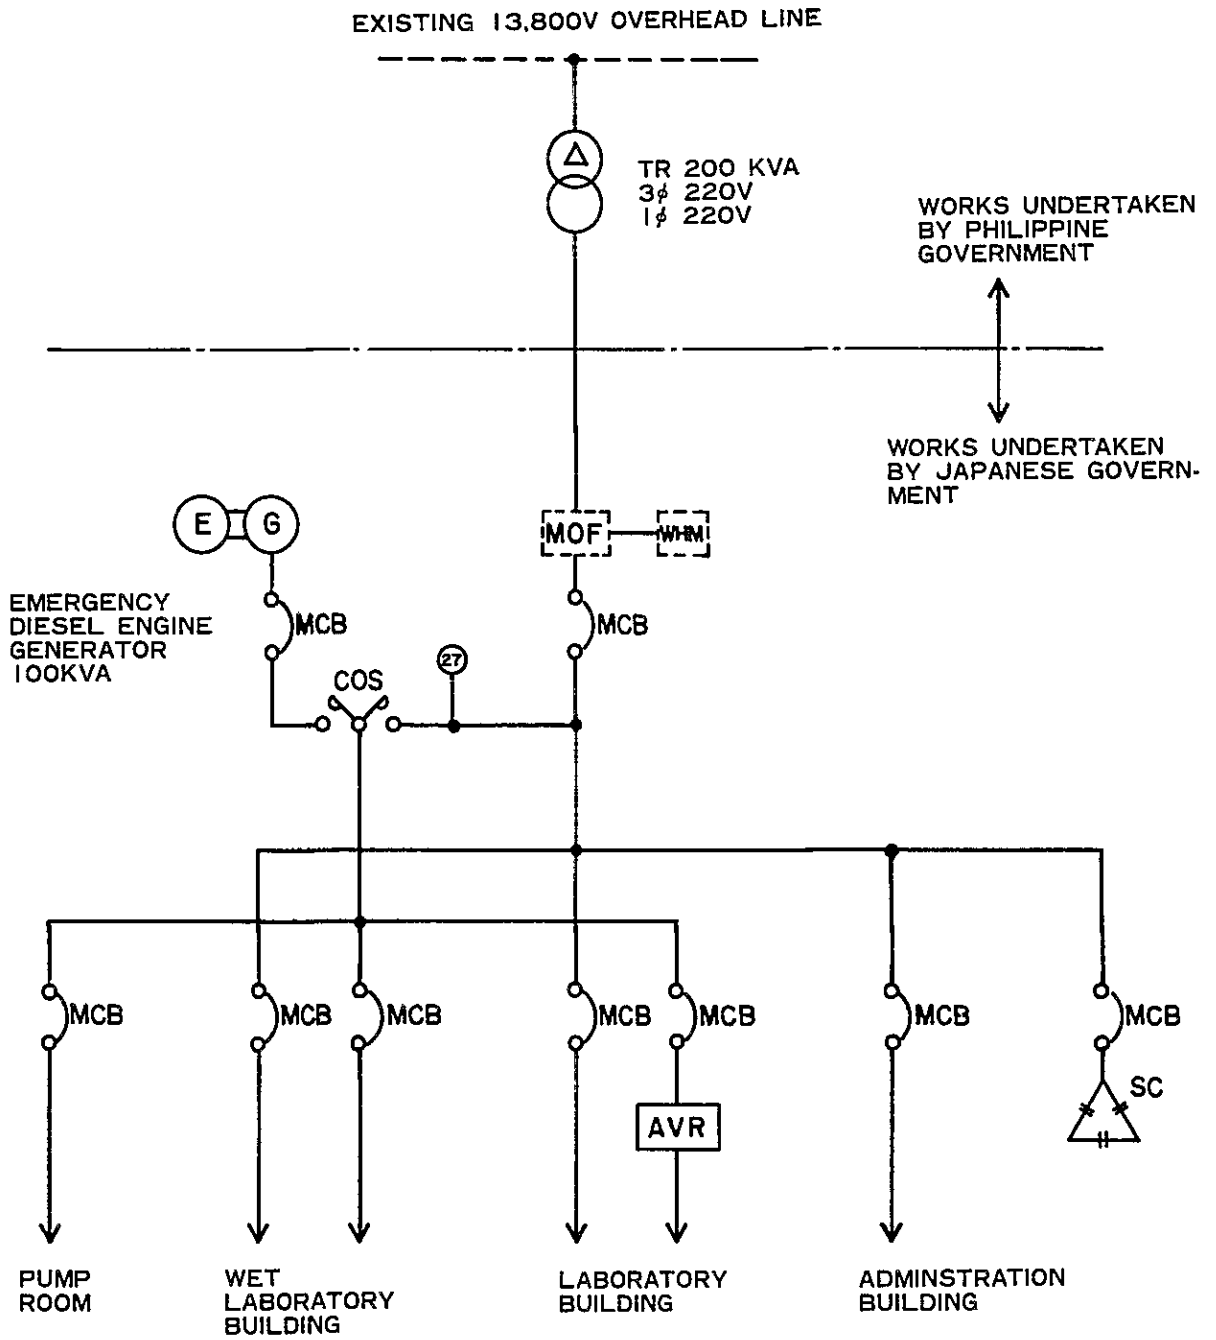 EXISTING 13,800V OVERHEAD LINE
Δ
TR 200 KVA
3φ 220V
1φ 220V
WORKS UNDERTAKEN
BY PHILIPPINE
GOVERNMENT
WORKS UNDERTAKEN
BY JAPANESE GOVERN-
MENT
E G
MOF WHM
EMERGENCY
DIESEL ENGINE
GENERATOR
100KVA
MCB
MCB
27
COS
MCB MCB MCB MCB MCB MCB MCB
SC
AVR
PUMP
ROOM
WET
LABORATORY
BUILDING
LABORATORY
BUILDING
ADMINSTRATION
BUILDING